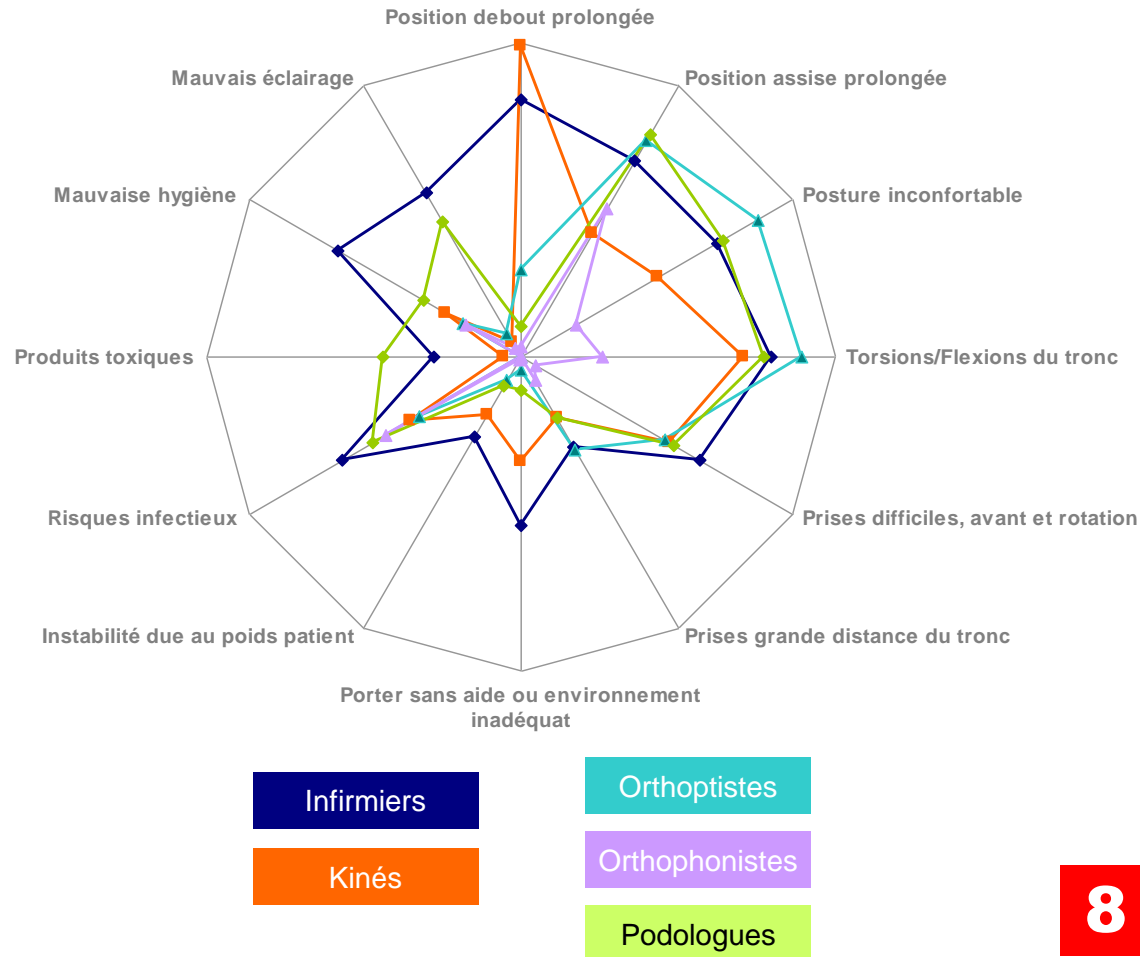 Position debout prolongée
Mauvais éclairage
Position assise prolongée
Mauvaise hygiène
Posture inconfortable
Produits toxiques
Torsions/Flexions du tronc
Risques infectieux
Prises difficiles, avant et rotation
Instabilité due au poids patient
Prises grande distance du tronc
Porter sans aide ou environnement
inadéquat
Infirmiers
Kinés
Orthoptistes
Orthophonistes
Podologues
8